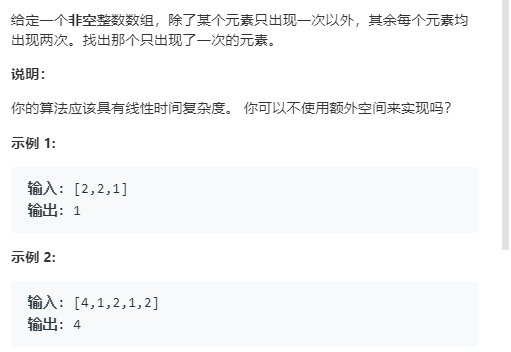 给定一个非空整数数组，除了某个元素只出现一次以外，其余每个元素均
出现两次。找出那个只出现了一次的元素。
说明：
你的算法应该具有线性时间复杂度。 你可以不使用额外空间来实现吗？
示例 1:
输入: [2,2,1]
输出: 1
示例 2:
输入: [4,1,2,1,2]
输出: 4